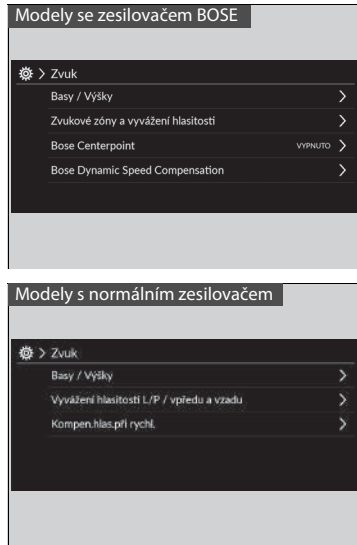 Modely se zesilovačem BOSE
Zvuk
Basy / Výšky
Zvukové zóny a vyvážení hlasitosti
Bose Centerpoint VYPNUTO
Bose Dynamic Speed Compensation
Modely s normálním zesilovačem
Zvuk
Basy / Výšky
Vyvážení hlasitosti L/P / vpředu a vzadu
Kompen.hlas.při rychl.